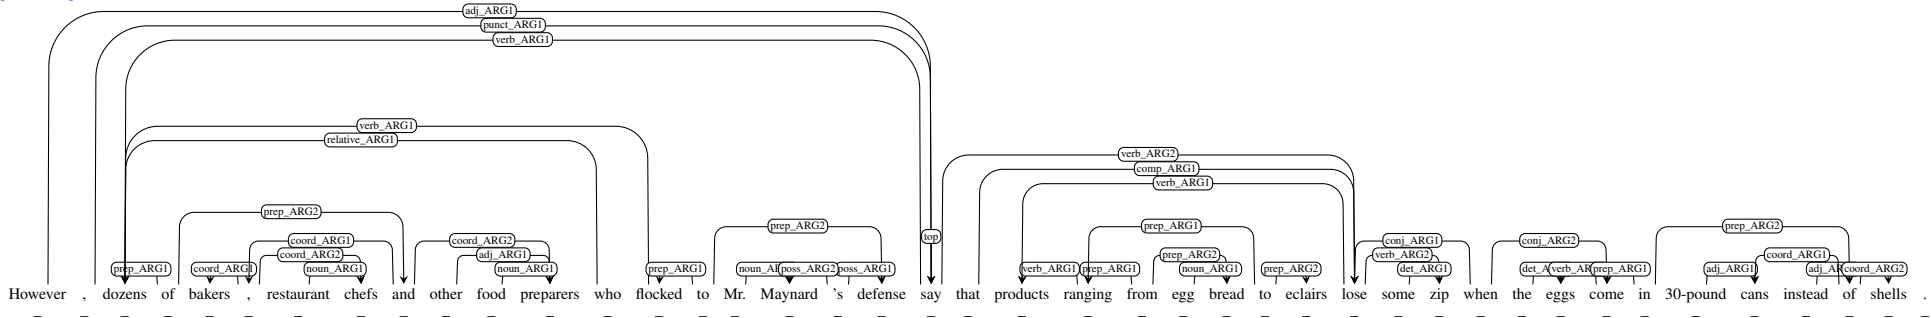 adj_ARG1
punct_ARG1
verb_ARG1
verb_ARG1
relative_ARG1
verb_ARG2
comp_ARG1
verb_ARG1
prep_ARG2
prep_ARG2 prep_ARG1 prep_ARG2
top
coord_ARG1 coord_ARG2 conj_ARG1 conj_ARG2
coord_ARG2 adj_ARG1 prep_ARG2 verb_ARG2 coord_ARG1
prep_ARG1 coord_ARG1 noun_ARG1 noun_ARG1 prep_ARG1 poss_ARG2 poss_ARG1 verb_ARG1 prep_ARG1 noun_ARG1 prep_ARG2 det_ARG1 prep_ARG1 adj_ARG1 coord_ARG2
However , dozens of bakers , restaurant chefs and other food preparers who flocked to Mr. Maynard 's defense say that products ranging from egg bread to eclairs lose some zip when the eggs come in 30-pound cans instead of shells .